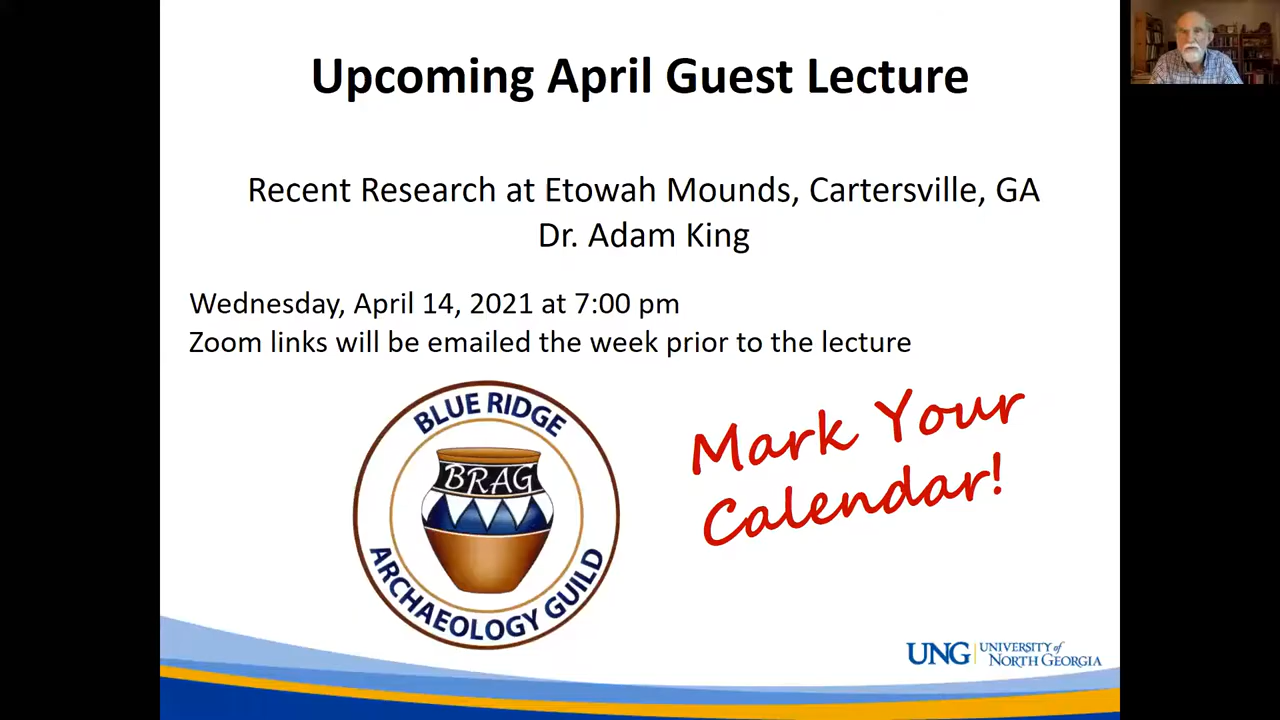 Upcoming April Guest Lecture
Recent Research at Etowah Mounds, Cartersville, GA
Dr. Adam King
Wednesday, April 14, 2021 at 7:00 pm
Zoom links will be emailed the week prior to the lecture
BLUE RIDGE
BRAG
ARCHAEOLOGY GUILD
Mark Your
Calendar!
UNG UNIVERSITY of
NORTH GEORGIA